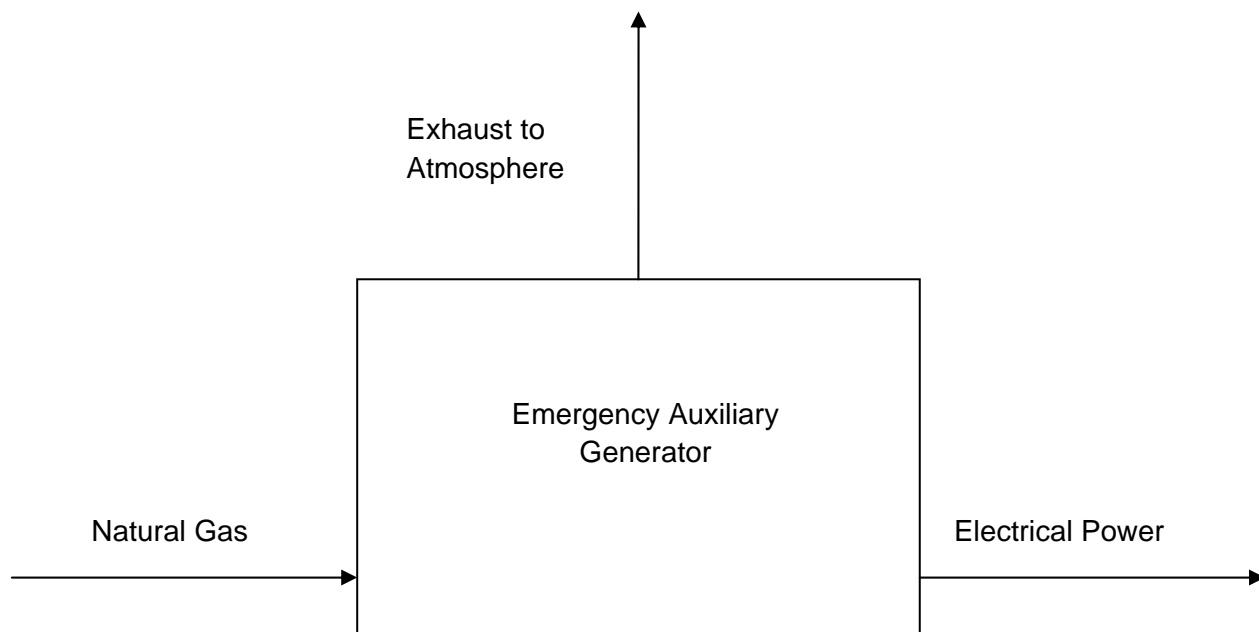 Exhaust to
Atmosphere
Emergency Auxiliary
Generator
Natural Gas
Electrical Power